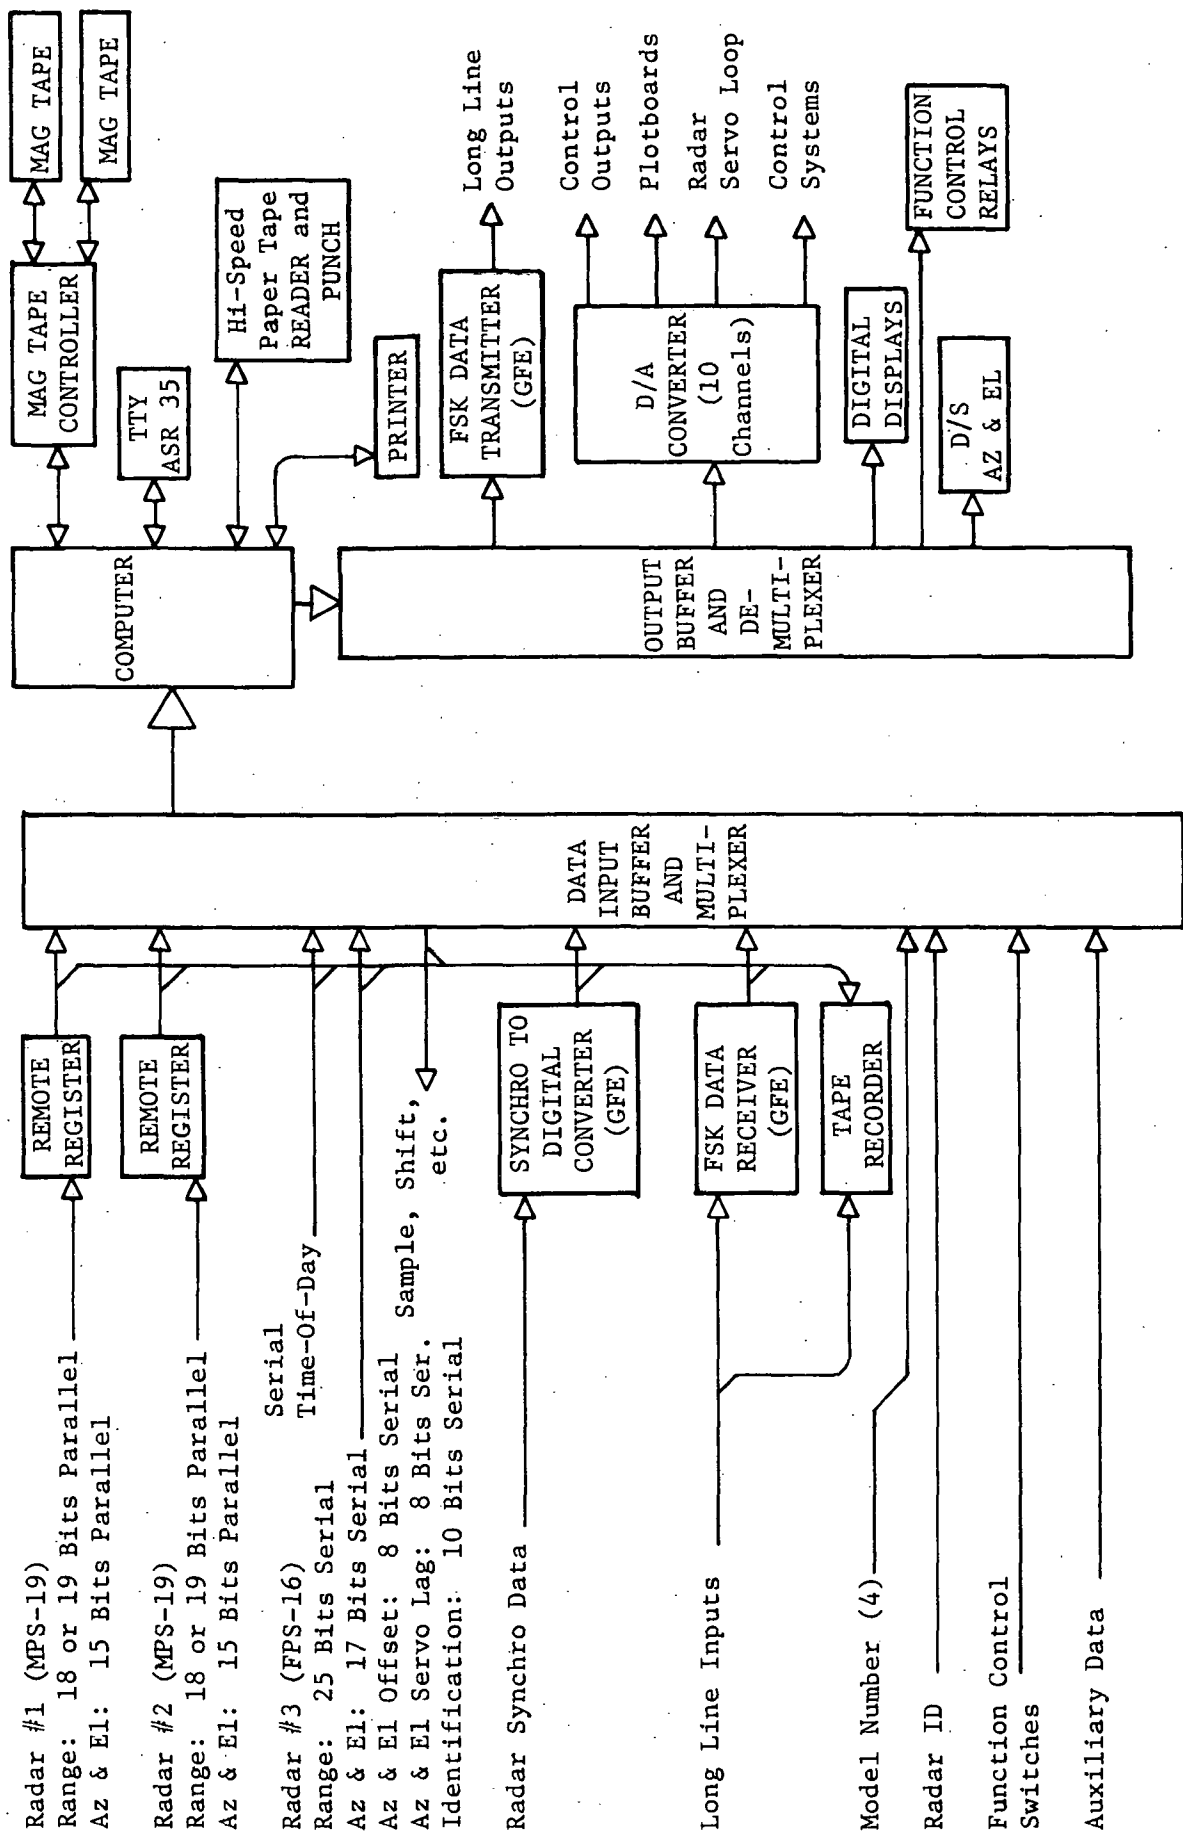 Radar #1 (MPS-19)
Range: 18 or 19 Bits Parallel
Az & El: 15 Bits Parallel
Radar #2 (MPS-19)
Range: 18 or 19 Bits Parallel
Az & El: 15 Bits Parallel
Serial
Time-Of-Day
Radar #3 (FPS-16)
Range: 25 Bits Serial
Az & El: 17 Bits Serial
Az & El Offset: 8 Bits Serial
Az & El Servo Lag: 8 Bits Ser.
Identification: 10 Bits Serial
Sample, Shift,
etc.
Radar Synchro Data
Long Line Inputs
Model Number (4)
Radar ID
Function Control
Switches
Auxiliary Data
REMOTE
REGISTER
REMOTE
REGISTER
SYNCHRO TO
DIGITAL
CONVERTER
(GFE)
FSK DATA
RECEIVER
(GFE)
TAPE
RECORDER
DATA
INPUT
BUFFER
AND
MULTI-
PLEXER
COMPUTER
OUTPUT
BUFFER
AND
DE-
MULTI-
PLEXER
MAG TAPE
CONTROLLER
MAG TAPE
MAG TAPE
TTY
ASR 35
Hi-Speed
Paper Tape
READER and
PUNCH
PRINTER
FSK DATA
TRANSMITTER
(GFE)
Long Line
Outputs
D/A
CONVERTER
(10
Channels)
Control
Outputs
Plotboards
Radar
Servo Loop
Control
Systems
DIGITAL
DISPLAYS
FUNCTION
CONTROL
RELAYS
D/S
AZ & EL